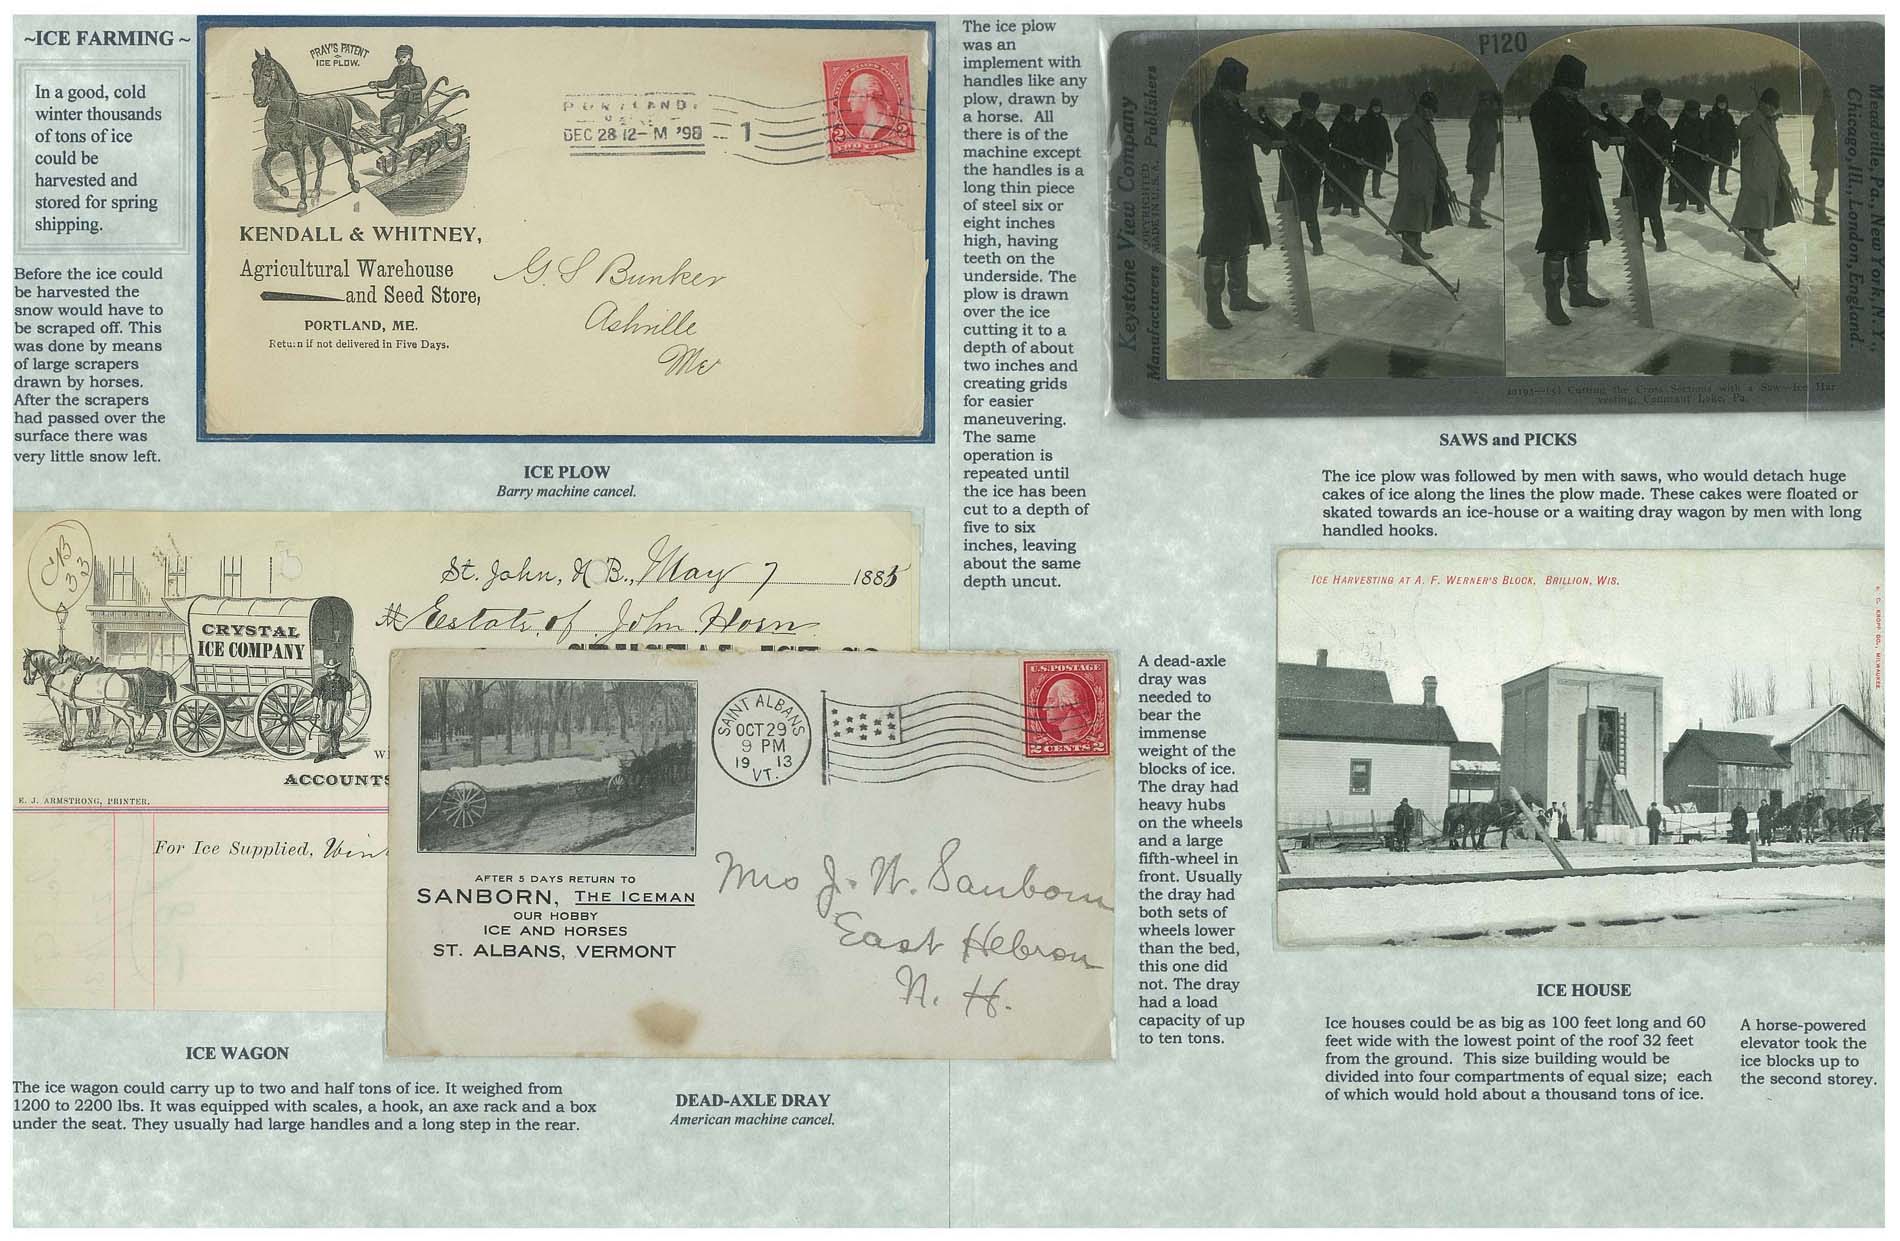 ~ICE FARMING ~
In a good, cold
winter thousands
of tons of ice
could be
harvested and
stored for spring
shipping.
Before the ice could
be harvested the
snow would have to
be scraped off. This
was done by means
of large scrapers
drawn by horses.
After the scrapers
had passed over the
surface there was
very little snow left.
PRAY'S PATENT
ICE PLOW.
KENDALL & WHITNEY,
Agricultural Warehouse
and Seed Store,
PORTLAND, ME.
Return if not delivered in Five Days.
PORTLAND,
DEC 28 12-M '98
1
2 2
G. S. Bunker
Ashville
Me
ICE PLOW
Barry machine cancel.
The ice plow
was an
implement with
handles like any
plow, drawn by
a horse. All
there is of the
machine except
the handles is a
long thin piece
of steel six or
eight inches
high, having
teeth on the
underside. The
plow is drawn
over the ice
cutting it to a
depth of about
two inches and
creating grids
for easier
maneuvering.
The same
operation is
repeated until
the ice has been
cut to a depth of
five to six
inches, leaving
about the same
depth uncut.
P120
Keystone View Company
Manufacturers Publishers
COPYRIGHTED
MADE IN U.S.A.
Meadville, Pa., New York, N.Y.,
Chicago, Ill., London, England.
Cutting the Cross Sections with a Saw—Ice Har
vesting, Conneaut Lake, Pa.
SAWS and PICKS
The ice plow was followed by men with saws, who would detach huge
cakes of ice along the lines the plow made. These cakes were floated or
skated towards an ice-house or a waiting dray wagon by men with long
handled hooks.
St. John, N.B., May 7 1885
Estate of John Horn
CRYSTAL
ICE COMPANY
ACCOUNTS
E. J. ARMSTRONG, PRINTER.
For Ice Supplied,
ICE WAGON
The ice wagon could carry up to two and half tons of ice. It weighed from
1200 to 2200 lbs. It was equipped with scales, a hook, an axe rack and a box
under the seat. They usually had large handles and a long step in the rear.
SAINT ALBANS
OCT 29
9 PM
19 13
VT.
U.S. POSTAGE
2 CENTS 2
AFTER 5 DAYS RETURN TO
SANBORN, THE ICEMAN
OUR HOBBY
ICE AND HORSES
ST. ALBANS, VERMONT
Mrs J. W. Sanborn
East Hebron
N. H.
DEAD-AXLE DRAY
American machine cancel.
A dead-axle
dray was
needed to
bear the
immense
weight of the
blocks of ice.
The dray had
heavy hubs
on the wheels
and a large
fifth-wheel in
front. Usually
the dray had
both sets of
wheels lower
than the bed,
this one did
not. The dray
had a load
capacity of up
to ten tons.
ICE HARVESTING AT A. F. WERNER'S BLOCK, BRILLION, WIS.
E. C. KROPP CO., MILWAUKEE
ICE HOUSE
Ice houses could be as big as 100 feet long and 60
feet wide with the lowest point of the roof 32 feet
from the ground. This size building would be
divided into four compartments of equal size; each
of which would hold about a thousand tons of ice.
A horse-powered
elevator took the
ice blocks up to
the second storey.